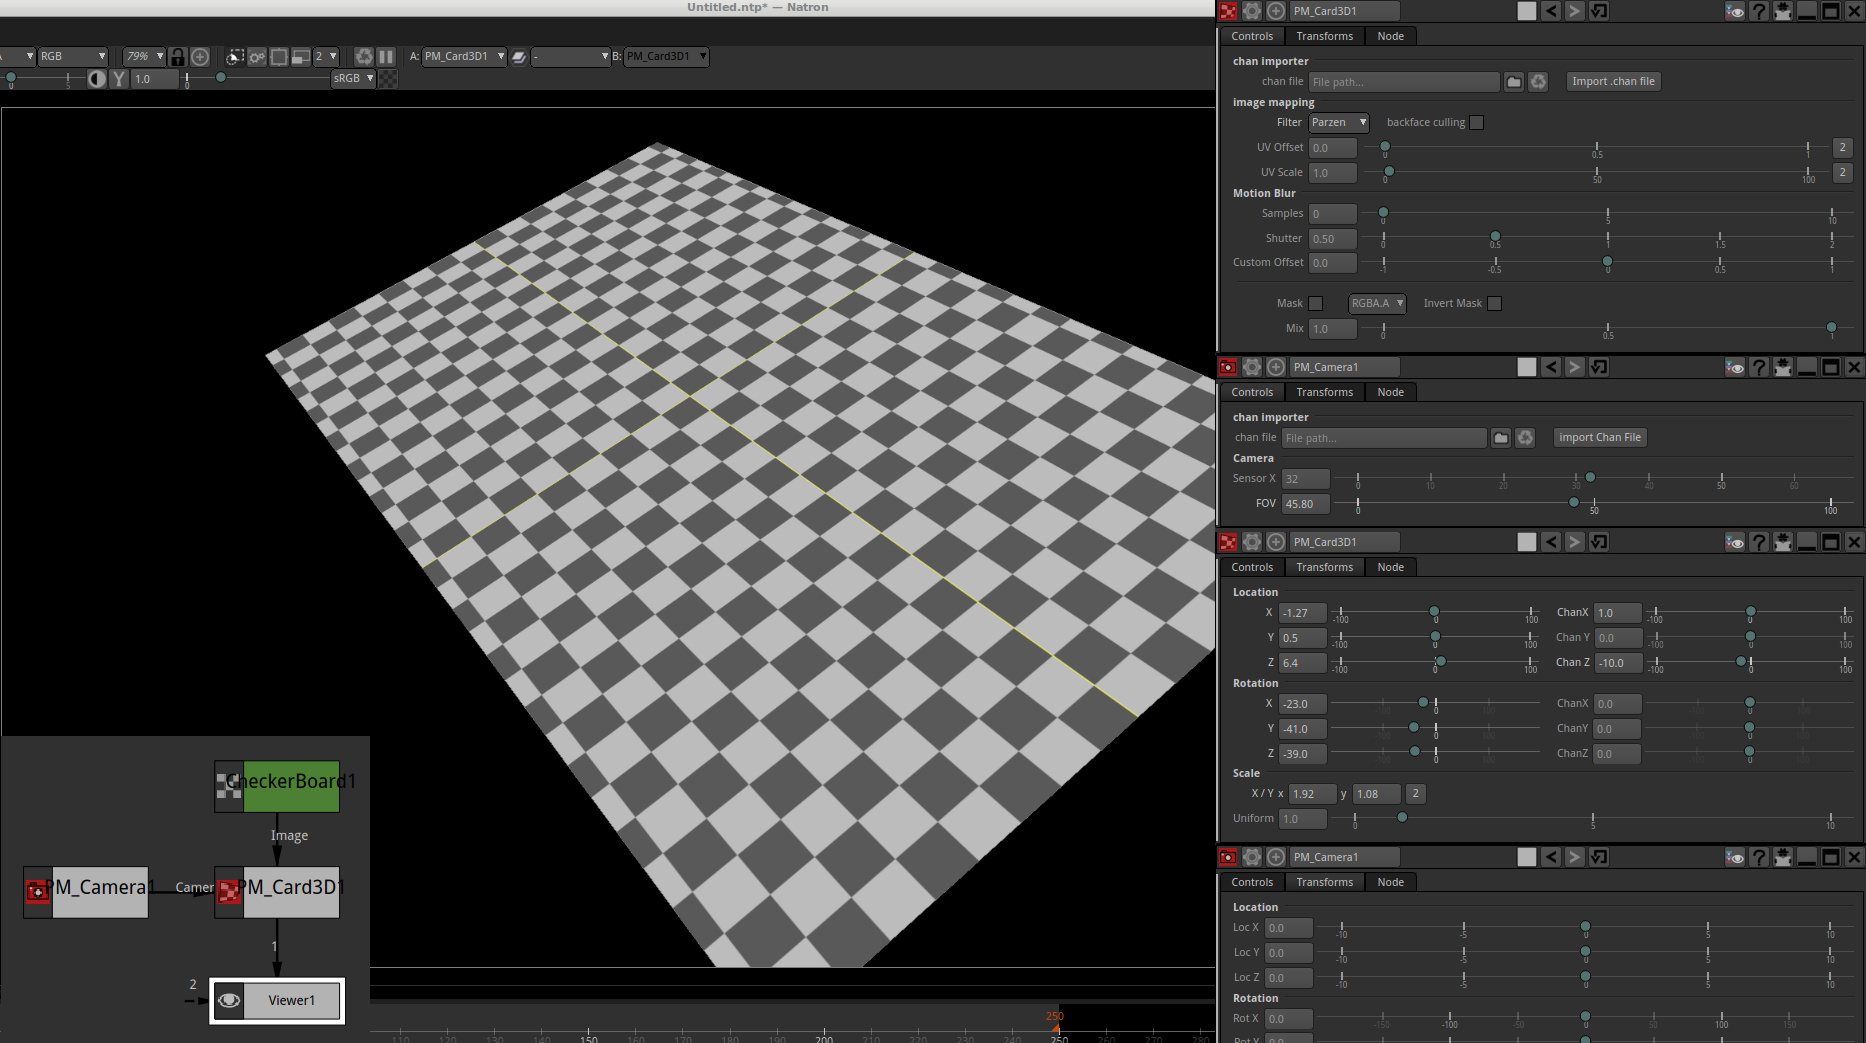 Untitled.ntp* — Natron
RGB 79% 2 A: PM_Card3D1 - B: PM_Card3D1
0 5 Y 1.0 0 sRGB
CheckerBoard1
Image
PM_Camera1 Camer PM_Card3D1
1
2
Viewer1
250
110 120 130 140 150 160 170 180 190 200 210 220 230 240 250 260 270 280
PM_Card3D1
Controls Transforms Node
chan importer
chan file File path... Import .chan file
image mapping
Filter Parzen backface culling
UV Offset 0.0 0 0.5 1 2
UV Scale 1.0 0 50 100 2
Motion Blur
Samples 0 0 5 10
Shutter 0.50 0 0.5 1 1.5 2
Custom Offset 0.0 -1 -0.5 0 0.5 1
Mask RGBA.A Invert Mask
Mix 1.0 0 0.5 1
PM_Camera1
Controls Transforms Node
chan importer
chan file File path... import Chan File
Camera
Sensor X 32 0 10 20 30 40 50 60
FOV 45.80 0 50 100
PM_Card3D1
Controls Transforms Node
Location
X -1.27 -100 0 100 ChanX 1.0 -100 0 100
Y 0.5 -100 0 100 Chan Y 0.0 -100 0 100
Z 6.4 -100 0 100 Chan Z -10.0 -100 0 100
Rotation
X -23.0 -100 0 100 ChanX 0.0 -100 0 100
Y -41.0 -100 0 100 ChanY 0.0 -100 0 100
Z -39.0 -100 0 100 ChanZ 0.0 -100 0 100
Scale
X / Y x 1.92 y 1.08 2
Uniform 1.0 0 5 10
PM_Camera1
Controls Transforms Node
Location
Loc X 0.0 -10 -5 0 5 10
Loc Y 0.0 -10 -5 0 5 10
Loc Z 0.0 -10 -5 0 5 10
Rotation
Rot X 0.0 -150 -100 -50 0 50 100 150